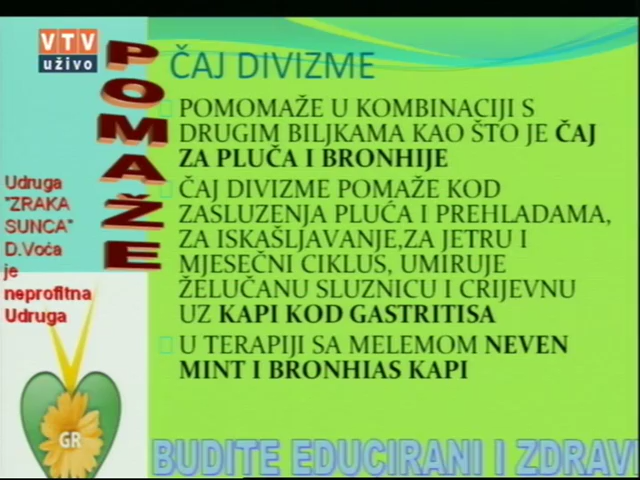 VTV
uživo
POMAŽE
ČAJ DIVIZME
POMOMAŽE U KOMBINACIJI S
DRUGIM BILJKAMA KAO ŠTO JE ČAJ
ZA PLUČA I BRONHIJE
ČAJ DIVIZME POMAŽE KOD
ZASLUZENJA PLUĆA I PREHLADAMA,
ZA ISKAŠLJAVANJE,ZA JETRU I
MJESEČNI CIKLUS, UMIRUJE
ŽELUČANU SLUZNICU I CRIJEVNU
UZ KAPI KOD GASTRITISA
U TERAPIJI SA MELEMOM NEVEN
MINT I BRONHIAS KAPI
Udruga
"ZRAKA
SUNCA"
D.Voća
je
neprofitna
Udruga
GR
BUDITE EDUCIRANI I ZDRAVI